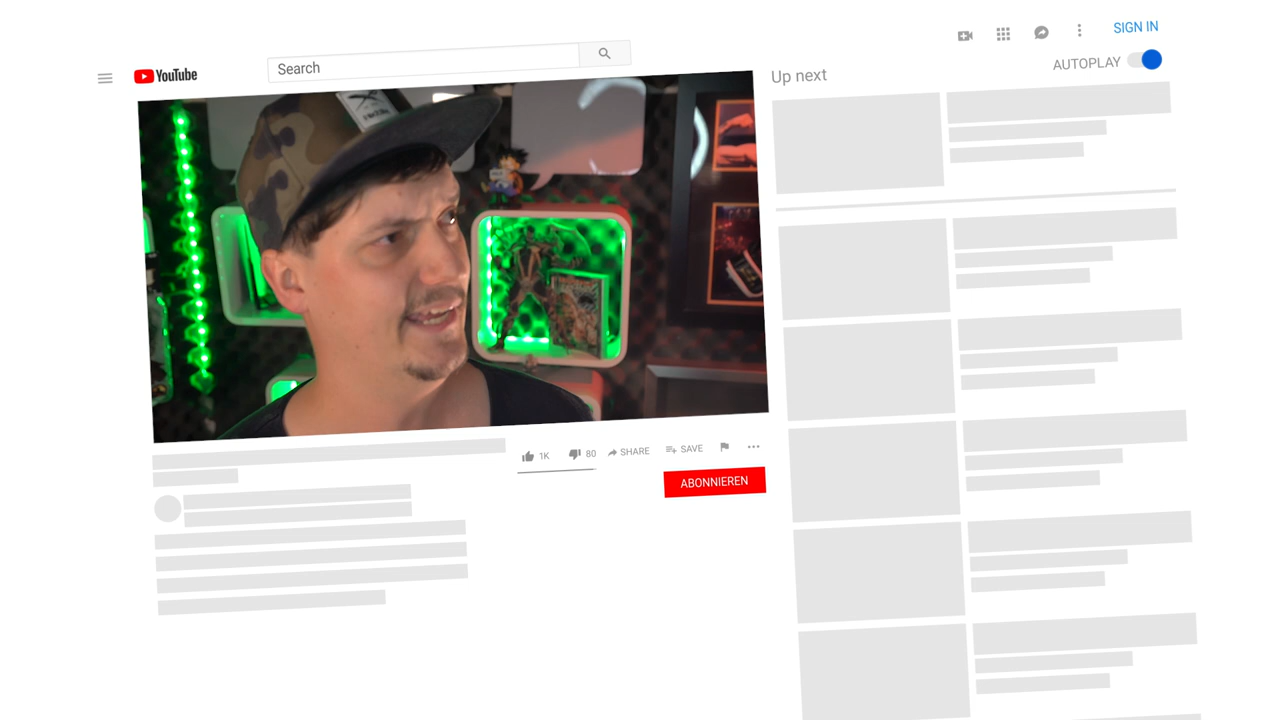 SIGN IN
YouTube
Search
AUTOPLAY
Up next
1K
80
SHARE
SAVE
ABONNIEREN